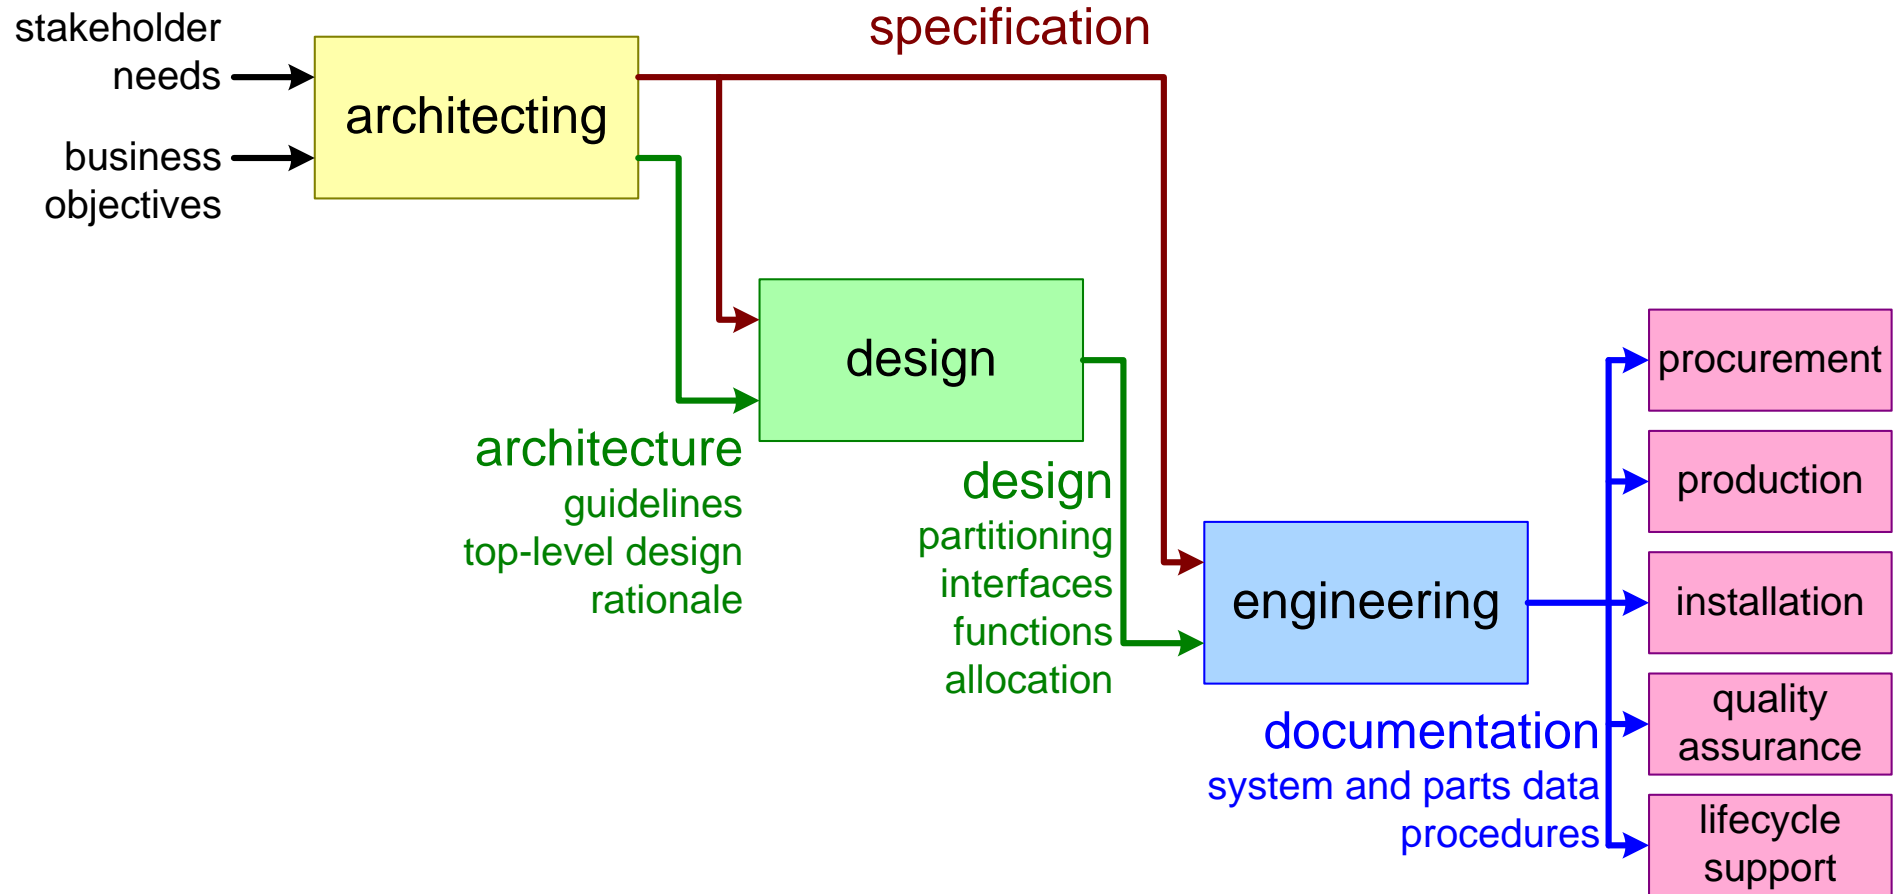 stakeholder
needs
business
objectives
architecting
specification
design
architecture
guidelines
top-level design
rationale
design
partitioning
interfaces
functions
allocation
engineering
documentation
system and parts data
procedures
procurement
production
installation
quality
assurance
lifecycle
support